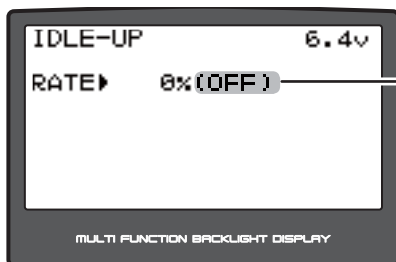 IDLE-UP 6.4v
RATE▶ 0%(OFF)
MULTI FUNCTION BACKLIGHT DISPLAY